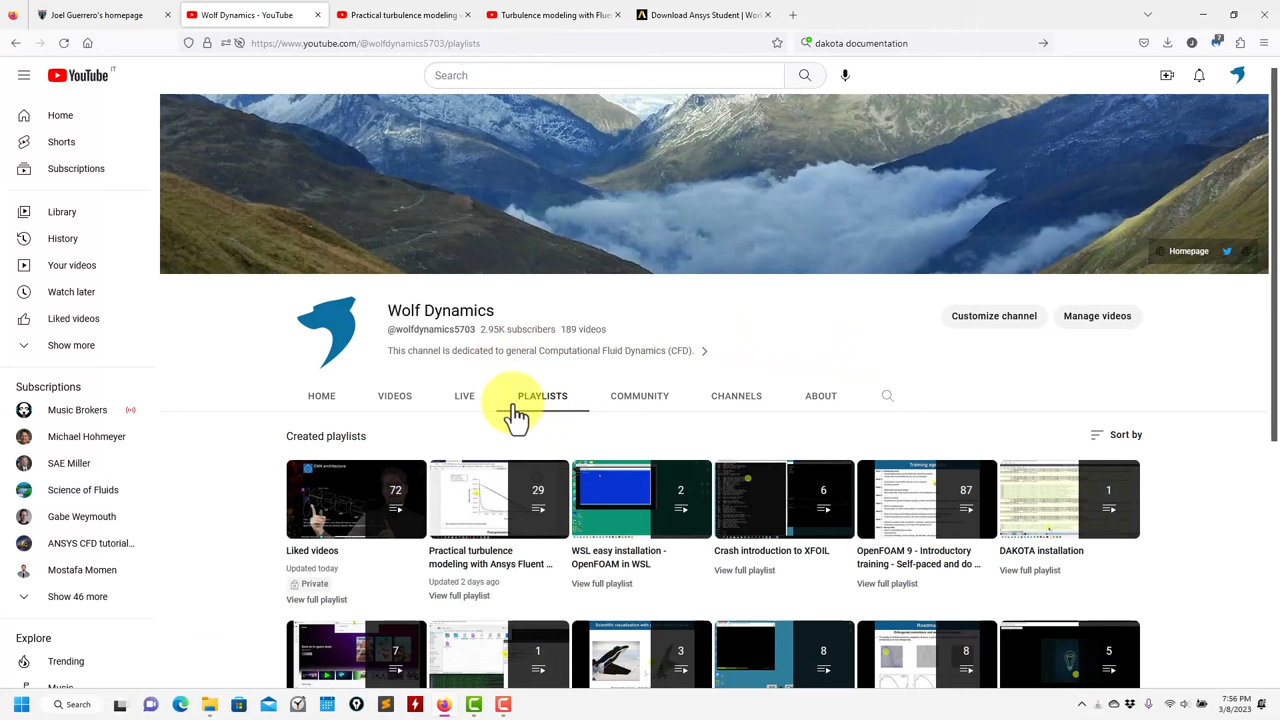 Joel Guerrero's homepage
Wolf Dynamics - YouTube
Practical turbulence modeling w
Turbulence modeling with Flue
Download Ansys Student | Work
https://www.youtube.com/@wolfdynamics5703/playlists
dakota documentation
7
YouTube IT
Search
Home
Shorts
Subscriptions
Library
History
Your videos
Watch later
Liked videos
Show more
Subscriptions
Music Brokers
Michael Hohmeyer
SAE Miller
Science of Fluids
Gabe Weymouth
ANSYS CFD Tutorial...
Mostafa Momen
Show 46 more
Explore
Trending
Homepage
Wolf Dynamics
@wolfdynamics5703 2.95K subscribers 189 videos
This channel is dedicated to general Computational Fluid Dynamics (CFD).
Customize channel
Manage videos
HOME VIDEOS LIVE PLAYLISTS COMMUNITY CHANNELS ABOUT
Created playlists
Sort by
CNN architecture
72
Liked videos
Updated today
Private
View full playlist
Practical turbulence
modeling with Ansys Fluent ...
Updated 2 days ago
View full playlist
2
WSL easy installation -
OpenFOAM in WSL
View full playlist
Crash introduction to XFOIL
View full playlist
Training agenda
87
OpenFOAM 9 - Introductory
training - Self-paced and do ...
View full playlist
1
DAKOTA installation
View full playlist
7
1
3
8
8
5
Search
7:56 PM
3/8/2023